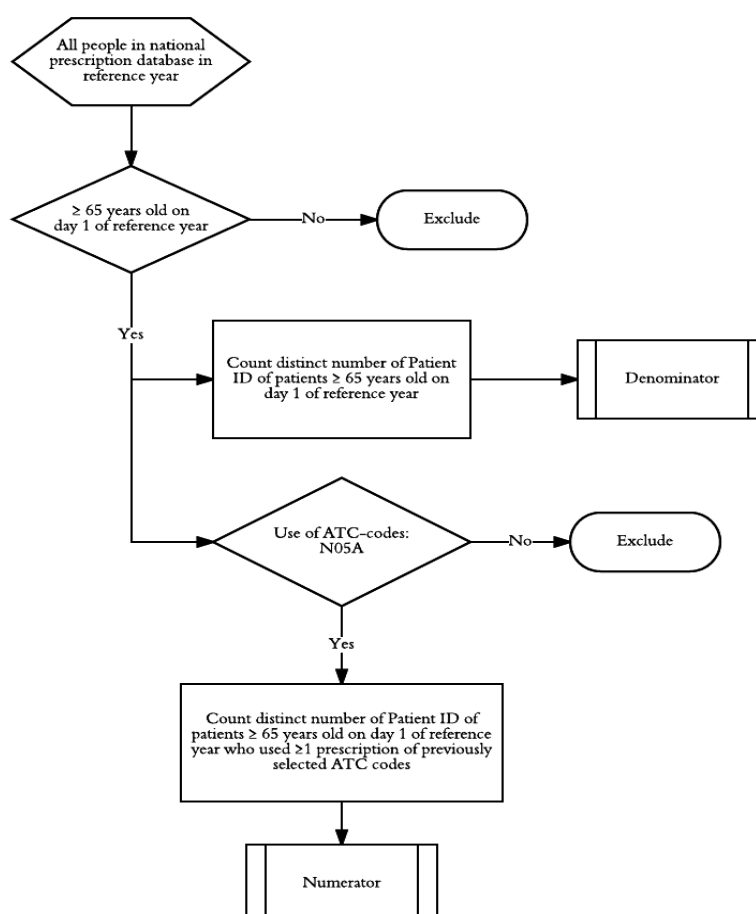 All people in national
prescription database in
reference year
≥ 65 years old on
day 1 of reference year
No
Exclude
Yes
Count distinct number of Patient
ID of patients ≥ 65 years old on
day 1 of reference year
Denominator
Use of ATC-codes:
N05A
No
Exclude
Yes
Count distinct number of Patient ID of
patients ≥ 65 years old on day 1 of reference
year who used ≥1 prescription of previously
selected ATC codes
Numerator